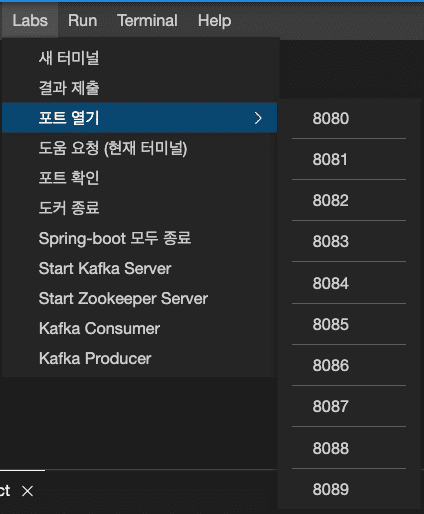 Labs Run Terminal Help
새 터미널
결과 제출
포트 열기
도움 요청 (현재 터미널)
포트 확인
도커 종료
Spring-boot 모두 종료
Start Kafka Server
Start Zookeeper Server
Kafka Consumer
Kafka Producer
8080
8081
8082
8083
8084
8085
8086
8087
8088
8089
ct